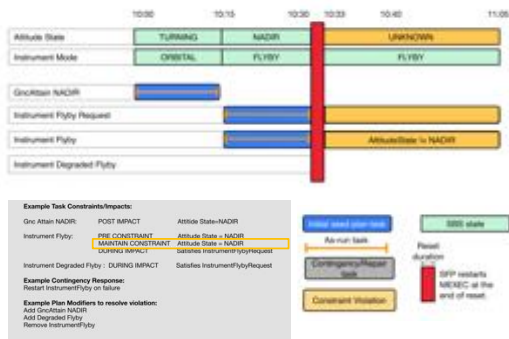 10:00 10:15 10:30 10:33 10:40 11:05
Attitude State TURNING NADIR UNKNOWN
Instrument Mode ORBITAL FLYBY FLYBY
GncAttain NADIR
Instrument Flyby Request
Instrument Flyby AttitudeState != NADIR
Instrument Degraded Flyby
Example Task Constraints/Impacts:
Gnc Attain NADIR: POST IMPACT Attitide State=NADIR
Instrument Flyby: PRE CONSTRAINT Attitude State = NADIR
MAINTAIN CONSTRAINT Attitude State = NADIR
DURING IMPACT Satisfies InstrumentFlybyRequest
Instrument Degraded Flyby : DURING IMPACT Satisfies InstrumentFlybyRequest
Example Contingency Response:
Restart InstrumentFlyby on failure
Example Plan Modifiers to resolve violation:
Add GncAttain NADIR
Add Degraded Flyby
Remove InstrumentFlyby
Initial seed plan task
As-run task
Contingency/Repair
task
Constraint Violation
SBS state
Reset
duration
SFP restarts
MEXEC at the
end of reset.